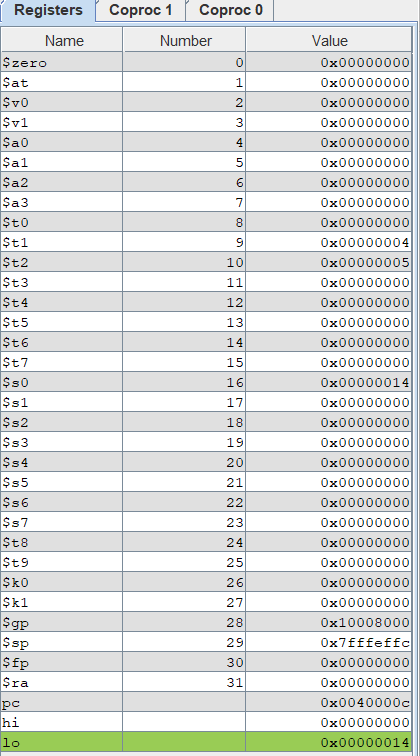 Registers Coproc 1 Coproc 0
Name Number Value
$zero 0 0x00000000
$at 1 0x00000000
$v0 2 0x00000000
$v1 3 0x00000000
$a0 4 0x00000000
$a1 5 0x00000000
$a2 6 0x00000000
$a3 7 0x00000000
$t0 8 0x00000000
$t1 9 0x00000004
$t2 10 0x00000005
$t3 11 0x00000000
$t4 12 0x00000000
$t5 13 0x00000000
$t6 14 0x00000000
$t7 15 0x00000000
$s0 16 0x00000014
$s1 17 0x00000000
$s2 18 0x00000000
$s3 19 0x00000000
$s4 20 0x00000000
$s5 21 0x00000000
$s6 22 0x00000000
$s7 23 0x00000000
$t8 24 0x00000000
$t9 25 0x00000000
$k0 26 0x00000000
$k1 27 0x00000000
$gp 28 0x10008000
$sp 29 0x7fffeffc
$fp 30 0x00000000
$ra 31 0x00000000
pc 0x0040000c
hi 0x00000000
lo 0x00000014